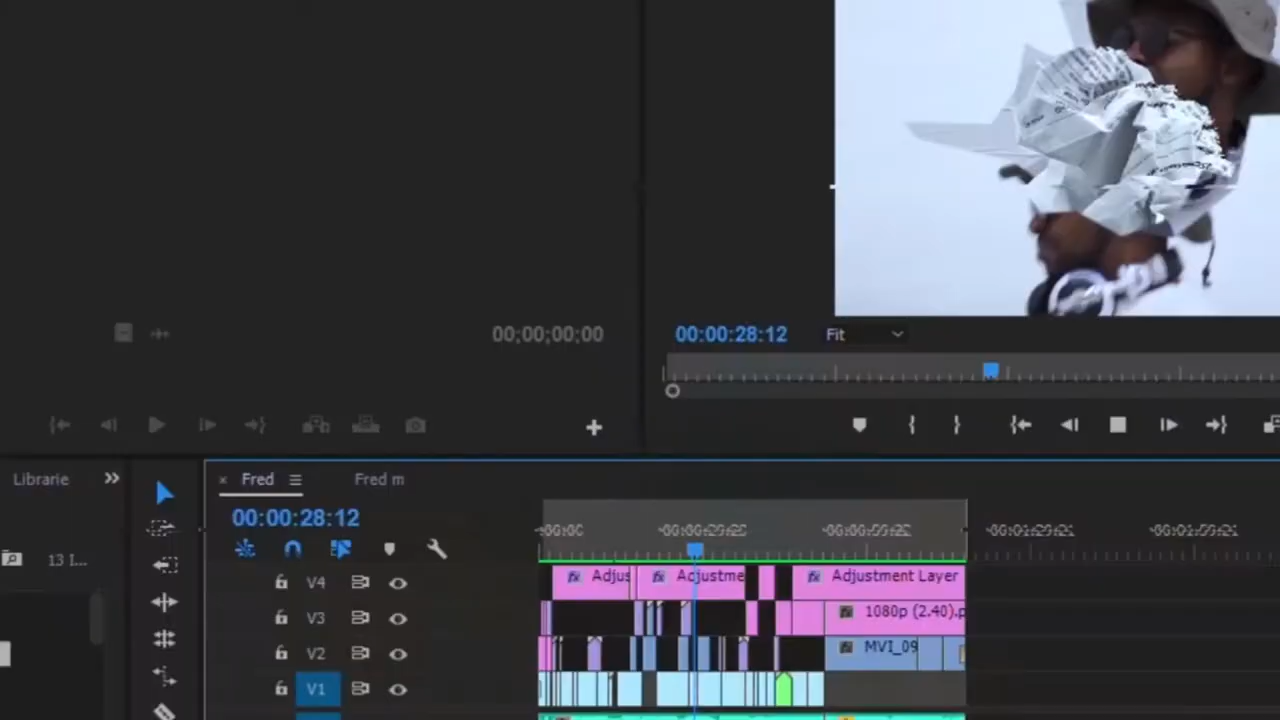 00;00;00;00
00:00:28:12
Fit
Librarie
Fred
Fred m
00:00:28:12
13 I...
V4
Adjus
Adjustme
Adjustment Layer
V3
1080p (2.40).p
V2
MVI_09
V1